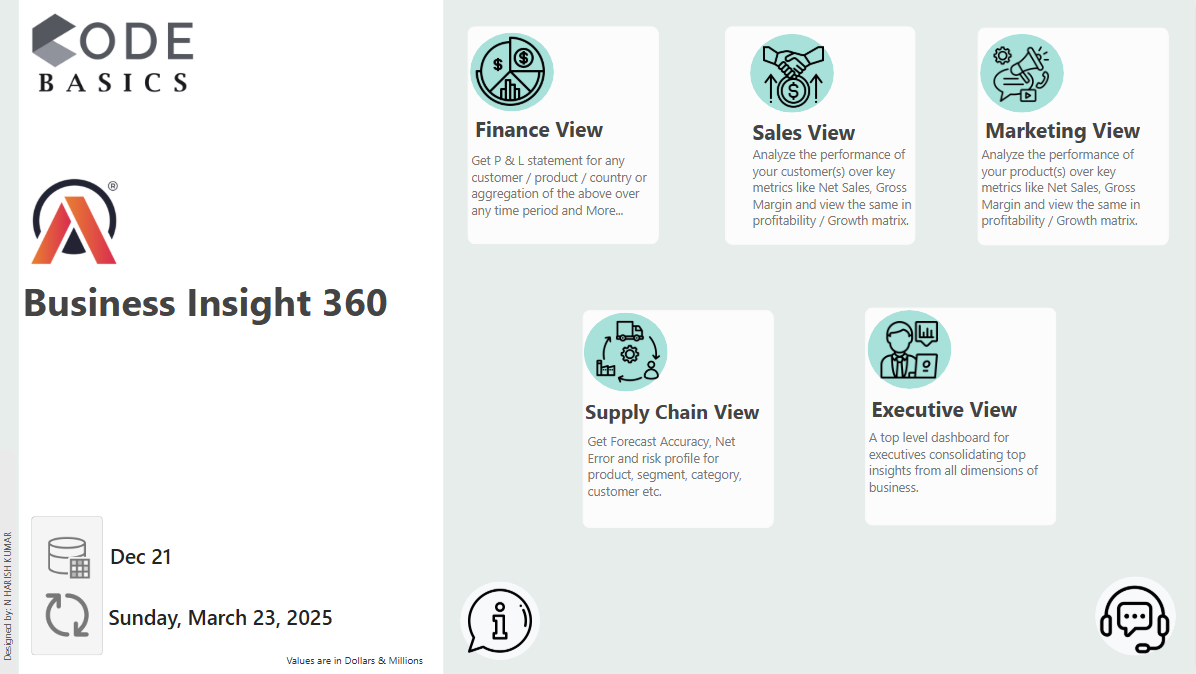 CODE
BASICS
®
Business Insight 360
Dec 21
Sunday, March 23, 2025
Values are in Dollars & Millions
Designed by: N HARISH KUMAR
Finance View
Get P & L statement for any
customer / product / country or
aggregation of the above over
any time period and More...
Sales View
Analyze the performance of
your customer(s) over key
metrics like Net Sales, Gross
Margin and view the same in
profitability / Growth matrix.
Marketing View
Analyze the performance of
your product(s) over key
metrics like Net Sales, Gross
Margin and view the same in
profitability / Growth matrix.
Supply Chain View
Get Forecast Accuracy, Net
Error and risk profile for
product, segment, category,
customer etc.
Executive View
A top level dashboard for
executives consolidating top
insights from all dimensions of
business.